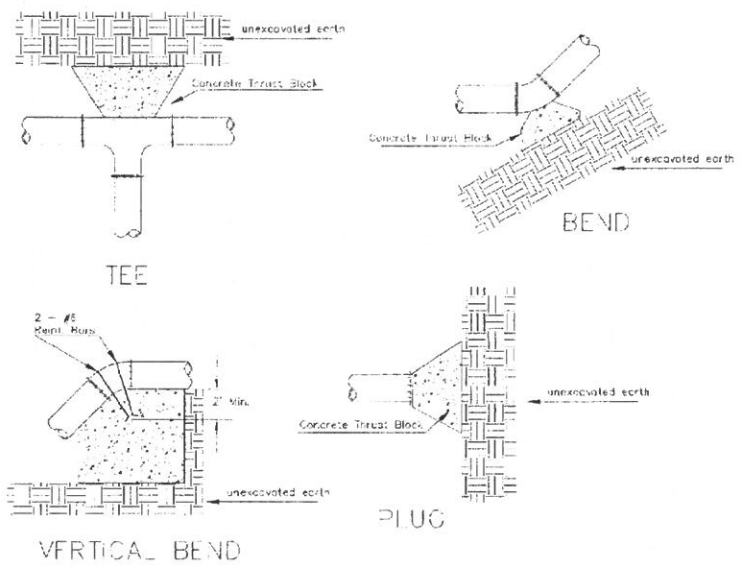 unexcavated earth
Concrete Thrust Block
TEE
Concrete Thrust Block
unexcavated earth
BEND
2 - #6
Reinf. Bars
2' Min.
unexcavated earth
VERTICAL BEND
unexcavated earth
Concrete Thrust Block
PLUG